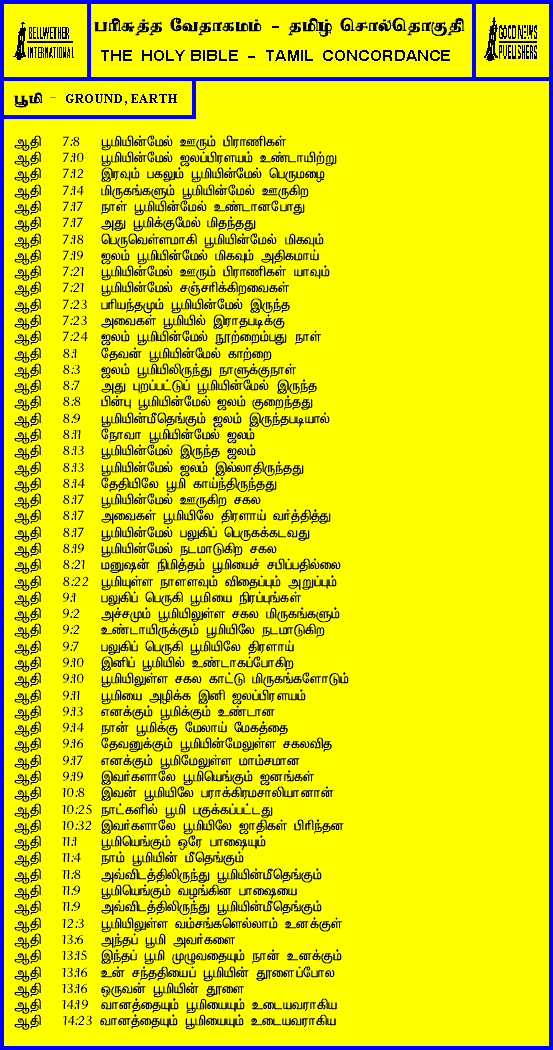 BELLWETHER
INTERNATIONAL
பரிசுத்த வேதாகமம் - தமிழ் சொல்தொகுதி
THE HOLY BIBLE - TAMIL CONCORDANCE
GOOD NEWS
PUBLISHERS
பூமி - GROUND, EARTH
ஆதி 7:8 பூமியின்மேல் ஊரும் பிராணிகள்
ஆதி 7:10 பூமியின்மேல் ஜலப்பிரளயம் உண்டாயிற்று
ஆதி 7:12 இரவும் பகலும் பூமியின்மேல் பெருமழை
ஆதி 7:14 மிருகங்களும் பூமியின்மேல் ஊருகிற
ஆதி 7:17 நாள் பூமியின்மேல் உண்டானபோது
ஆதி 7:17 அது பூமிக்குமேல் மிதந்தது
ஆதி 7:18 பெருவெள்ளமாகி பூமியின்மேல் மிகவும்
ஆதி 7:19 ஜலம் பூமியின்மேல் மிகவும் அதிகமாய்
ஆதி 7:21 பூமியின்மேல் ஊரும் பிராணிகள் யாவும்
ஆதி 7:21 பூமியின்மேல் சஞ்சரிக்கிறவைகள்
ஆதி 7:23 பரியந்தமும் பூமியின்மேல் இருந்த
ஆதி 7:23 அவைகள் பூமியில் இராதபடிக்கு
ஆதி 7:24 ஜலம் பூமியின்மேல் நூற்றைம்பது நாள்
ஆதி 8:1 தேவன் பூமியின்மேல் காற்றை
ஆதி 8:3 ஜலம் பூமியிலிருந்து நாளுக்குநாள்
ஆதி 8:7 அது புறப்பட்டுப் பூமியின்மேல் இருந்த
ஆதி 8:8 பின்பு பூமியின்மேல் ஜலம் குறைந்தது
ஆதி 8:9 பூமியின்மீதெங்கும் ஜலம் இருந்தபடியால்
ஆதி 8:11 நோவா பூமியின்மேல் ஜலம்
ஆதி 8:13 பூமியின்மேல் இருந்த ஜலம்
ஆதி 8:13 பூமியின்மேல் ஜலம் இல்லாதிருந்தது
ஆதி 8:14 தேதியிலே பூமி காய்ந்திருந்தது
ஆதி 8:17 பூமியின்மேல் ஊருகிற சகல
ஆதி 8:17 அவைகள் பூமியிலே திரளாய் வர்த்தித்து
ஆதி 8:17 பூமியின்மேல் பலுகிப் பெருகக்கடவது
ஆதி 8:19 பூமியின்மேல் நடமாடுகிற சகல
ஆதி 8:21 மனுஷன் நிமித்தம் பூமியைச் சபிப்பதில்லை
ஆதி 8:22 பூமியுள்ள நாளளவும் விதைப்பும் அறுப்பும்
ஆதி 9:1 பலுகிப் பெருகி பூமியை நிரப்புங்கள்
ஆதி 9:2 அச்சமும் பூமியிலுள்ள சகல மிருகங்களும்
ஆதி 9:2 உண்டாயிருக்கும் பூமியிலே நடமாடுகிற
ஆதி 9:7 பலுகிப் பெருகி பூமியிலே திரளாய்
ஆதி 9:10 இனிப் பூமியில் உண்டாகப்போகிற
ஆதி 9:10 பூமியிலுள்ள சகல காட்டு மிருகங்களோடும்
ஆதி 9:11 பூமியை அழிக்க இனி ஜலப்பிரளயம்
ஆதி 9:13 எனக்கும் பூமிக்கும் உண்டான
ஆதி 9:14 நான் பூமிக்கு மேலாய் மேகத்தை
ஆதி 9:16 தேவனுக்கும் பூமியின்மேலுள்ள சகலவித
ஆதி 9:17 எனக்கும் பூமிமேலுள்ள மாம்சமான
ஆதி 9:19 இவர்களாலே பூமியெங்கும் ஜனங்கள்
ஆதி 10:8 இவன் பூமியிலே பராக்கிரமசாலியானான்
ஆதி 10:25 நாட்களில் பூமி பகுக்கப்பட்டது
ஆதி 10:32 இவர்களாலே பூமியிலே ஜாதிகள் பிரிந்தன
ஆதி 11:1 பூமியெங்கும் ஒரே பாஷையும்
ஆதி 11:4 நாம் பூமியின் மீதெங்கும்
ஆதி 11:8 அவ்விடத்திலிருந்து பூமியின்மீதெங்கும்
ஆதி 11:9 பூமியெங்கும் வழங்கின பாஷையை
ஆதி 11:9 அவ்விடத்திலிருந்து பூமியின்மீதெங்கும்
ஆதி 12:3 பூமியிலுள்ள வம்சங்களெல்லாம் உனக்குள்
ஆதி 13:6 அந்தப் பூமி அவர்களை
ஆதி 13:15 இந்தப் பூமி முழுவதையும் நான் உனக்கும்
ஆதி 13:16 உன் சந்ததியைப் பூமியின் தூளைப்போல
ஆதி 13:16 ஒருவன் பூமியின் தூளை
ஆதி 14:19 வானத்தையும் பூமியையும் உடையவராகிய
ஆதி 14:23 வானத்தையும் பூமியையும் உடையவராகிய